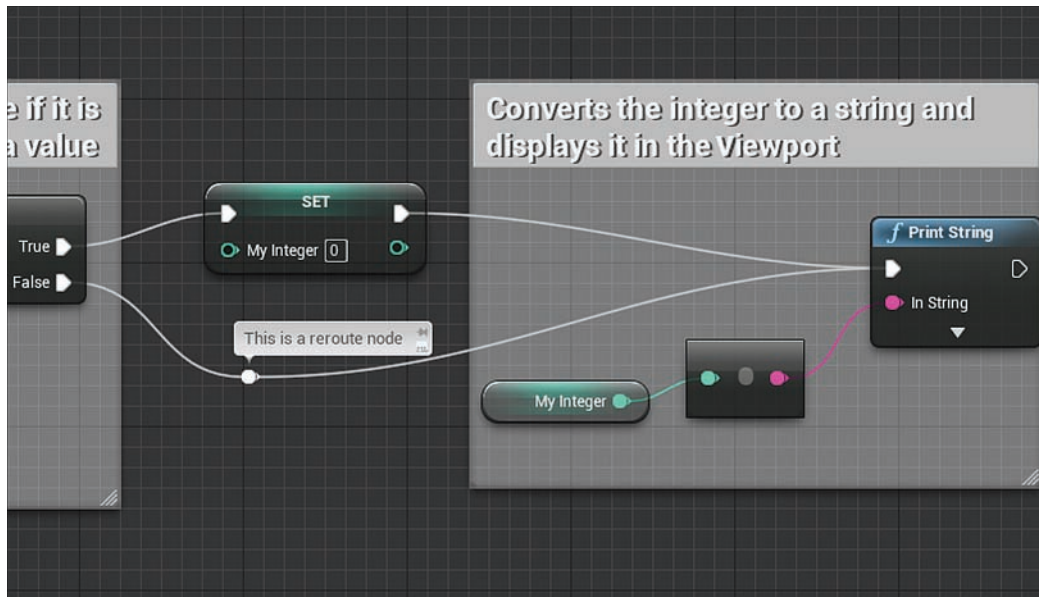 e if it is
a value
True
False
SET
My Integer 0
This is a reroute node
Converts the integer to a string and
displays it in the Viewport
My Integer
f Print String
In String